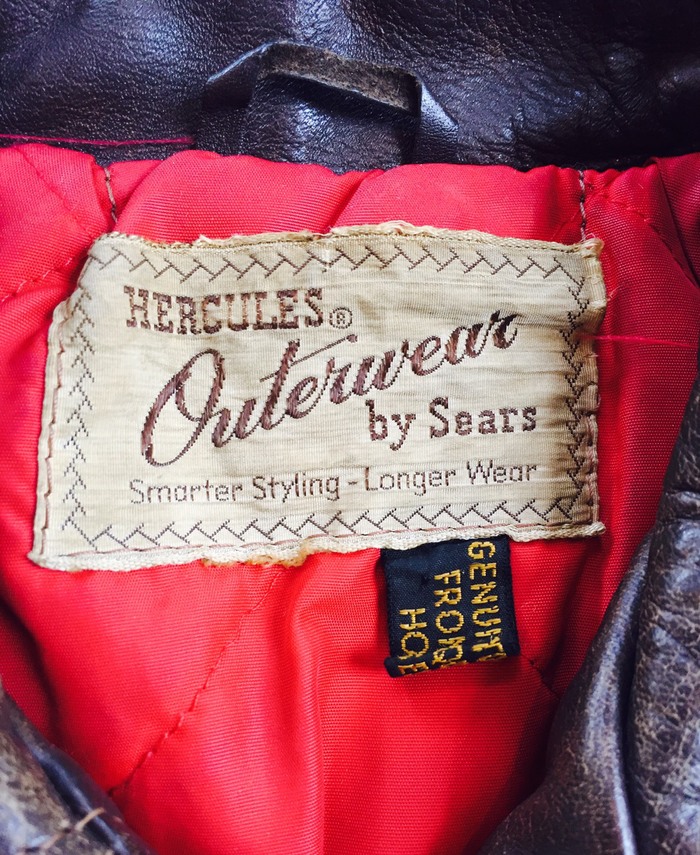 HERCULES®
Outerwear
by Sears
Smarter Styling - Longer Wear